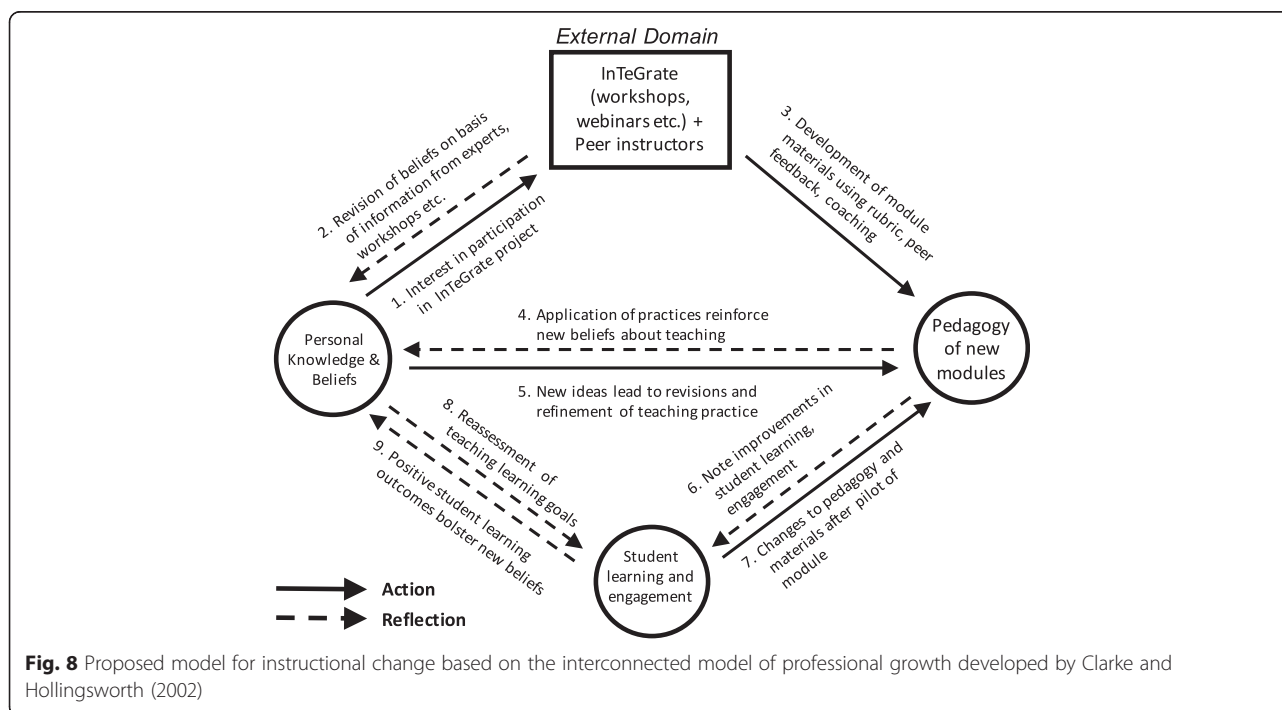 External Domain
InTeGrate
(workshops,
webinars etc.) +
Peer instructors
2. Revision of beliefs on basis
of information from experts,
workshops etc.
1. Interest in participation
in InTeGrate project
3. Development of module
materials using rubric, peer
feedback, coaching
Personal
Knowledge &
Beliefs
4. Application of practices reinforce
new beliefs about teaching
5. New ideas lead to revisions and
refinement of teaching practice
Pedagogy
of new
modules
8. Reassessment of
teaching learning goals
9. Positive student learning
outcomes bolster new beliefs
6. Note improvements in
student learning,
engagement
7. Changes to pedagogy and
materials after pilot of
module
Student
learning and
engagement
Action
Reflection
Fig. 8 Proposed model for instructional change based on the interconnected model of professional growth developed by Clarke and
Hollingsworth (2002)